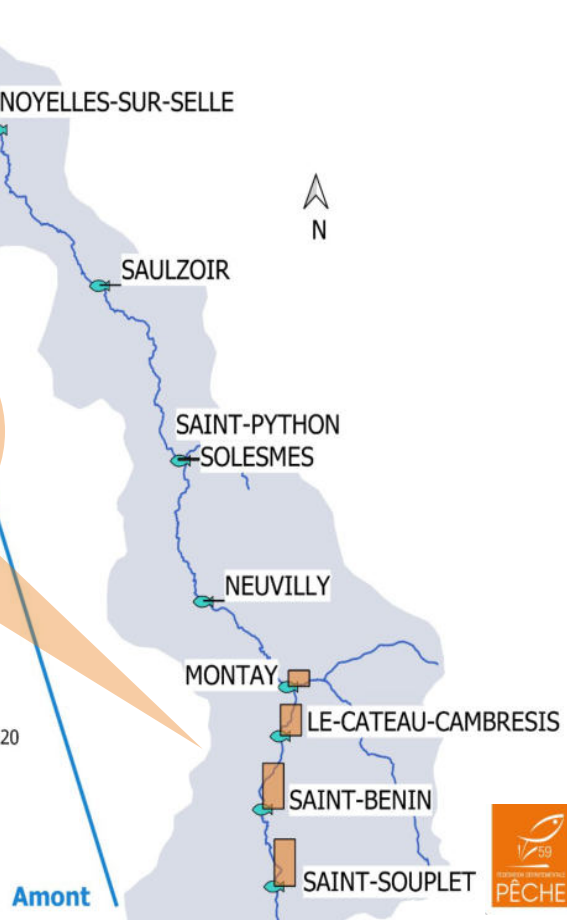 NOYELLES-SUR-SELLE
N
SAULZOIR
SAINT-PYTHON
SOLESMES
NEUVILLY
MONTAY
LE-CATEAU-CAMBRESIS
20
SAINT-BENIN
59
SAINT-SOUPLET
PÊCHE
Amont